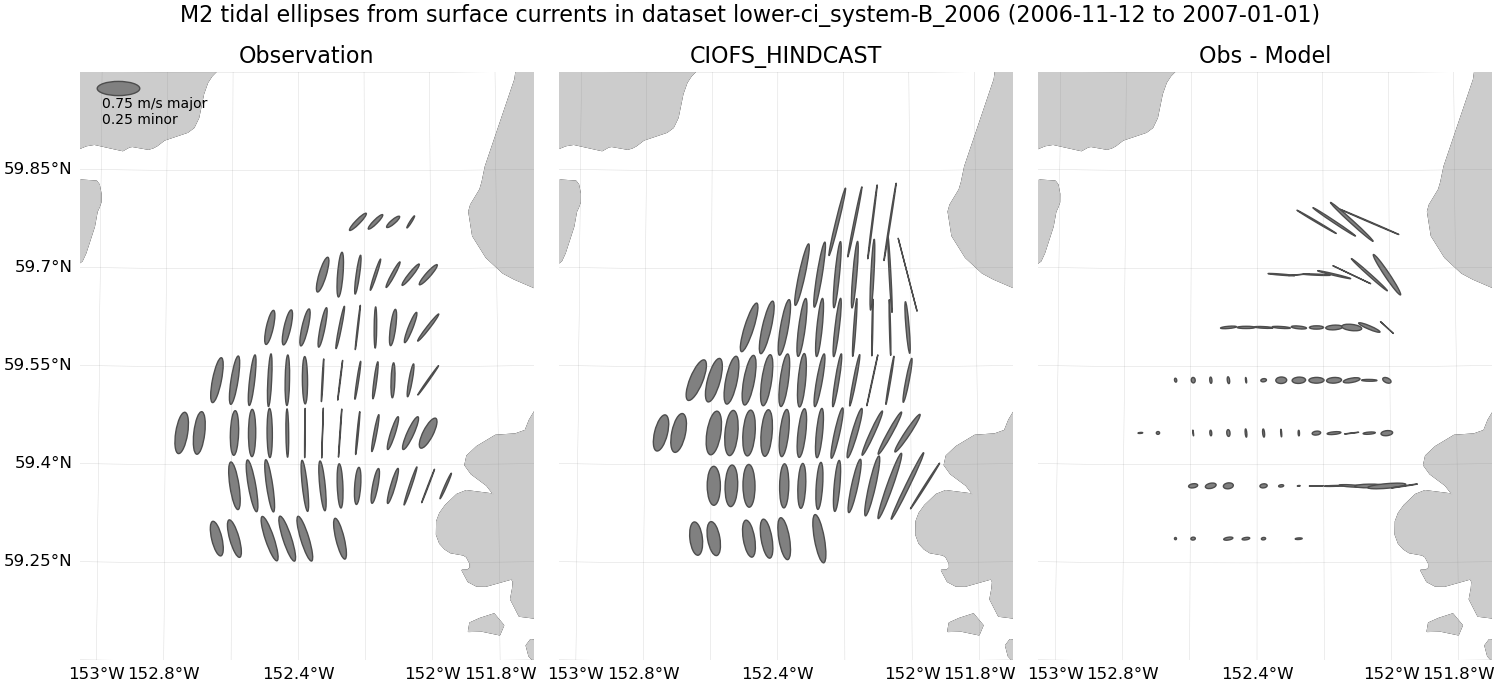 M2 tidal ellipses from surface currents in dataset lower-ci_system-B_2006 (2006-11-12 to 2007-01-01)
Observation
CIOFS_HINDCAST
Obs - Model
0.75 m/s major
0.25 minor
59.85°N
59.7°N
59.55°N
59.4°N
59.25°N
153°W 152.8°W 152.4°W 152°W 151.8°W
153°W 152.8°W 152.4°W 152°W 151.8°W
153°W 152.8°W 152.4°W 152°W 151.8°W